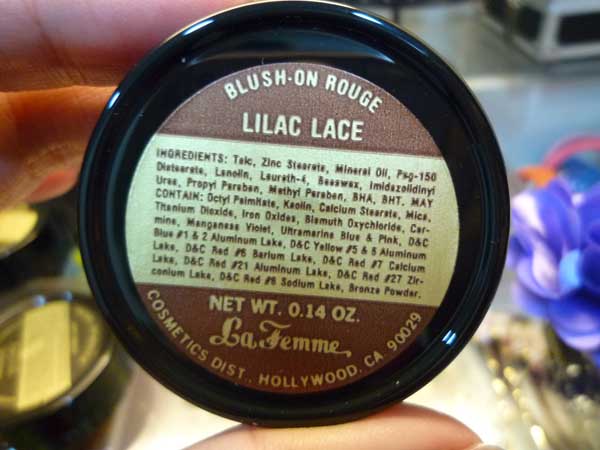 BLUSH-ON ROUGE
LILAC LACE
INGREDIENTS: Talc, Zinc Stearate, Mineral Oil, Peg-150
Distearate, Lanolin, Laureth-4, Beeswax, Imidazolidinyl
Urea, Propyl Paraben, Methyl Paraben, BHA, BHT. MAY
CONTAIN: Octyl Palmitate, Kaolin, Calcium Stearate, Mica,
Titanium Dioxide, Iron Oxides, Bismuth Oxychloride, Car-
mine, Manganese Violet, Ultramarine Blue & Pink, D&C
Blue #1 & 2 Aluminum Lake, D&C Yellow #5 & 6 Aluminum
Lake, D&C Red #6 Barium Lake, D&C Red #7 Calcium
Lake, D&C Red #21 Aluminum Lake, D&C Red #27 Zir-
conium Lake, D&C Red #6 Sodium Lake, Bronze Powder.
NET WT. 0.14 OZ.
La Femme
COSMETICS DIST., HOLLYWOOD, CA 90029